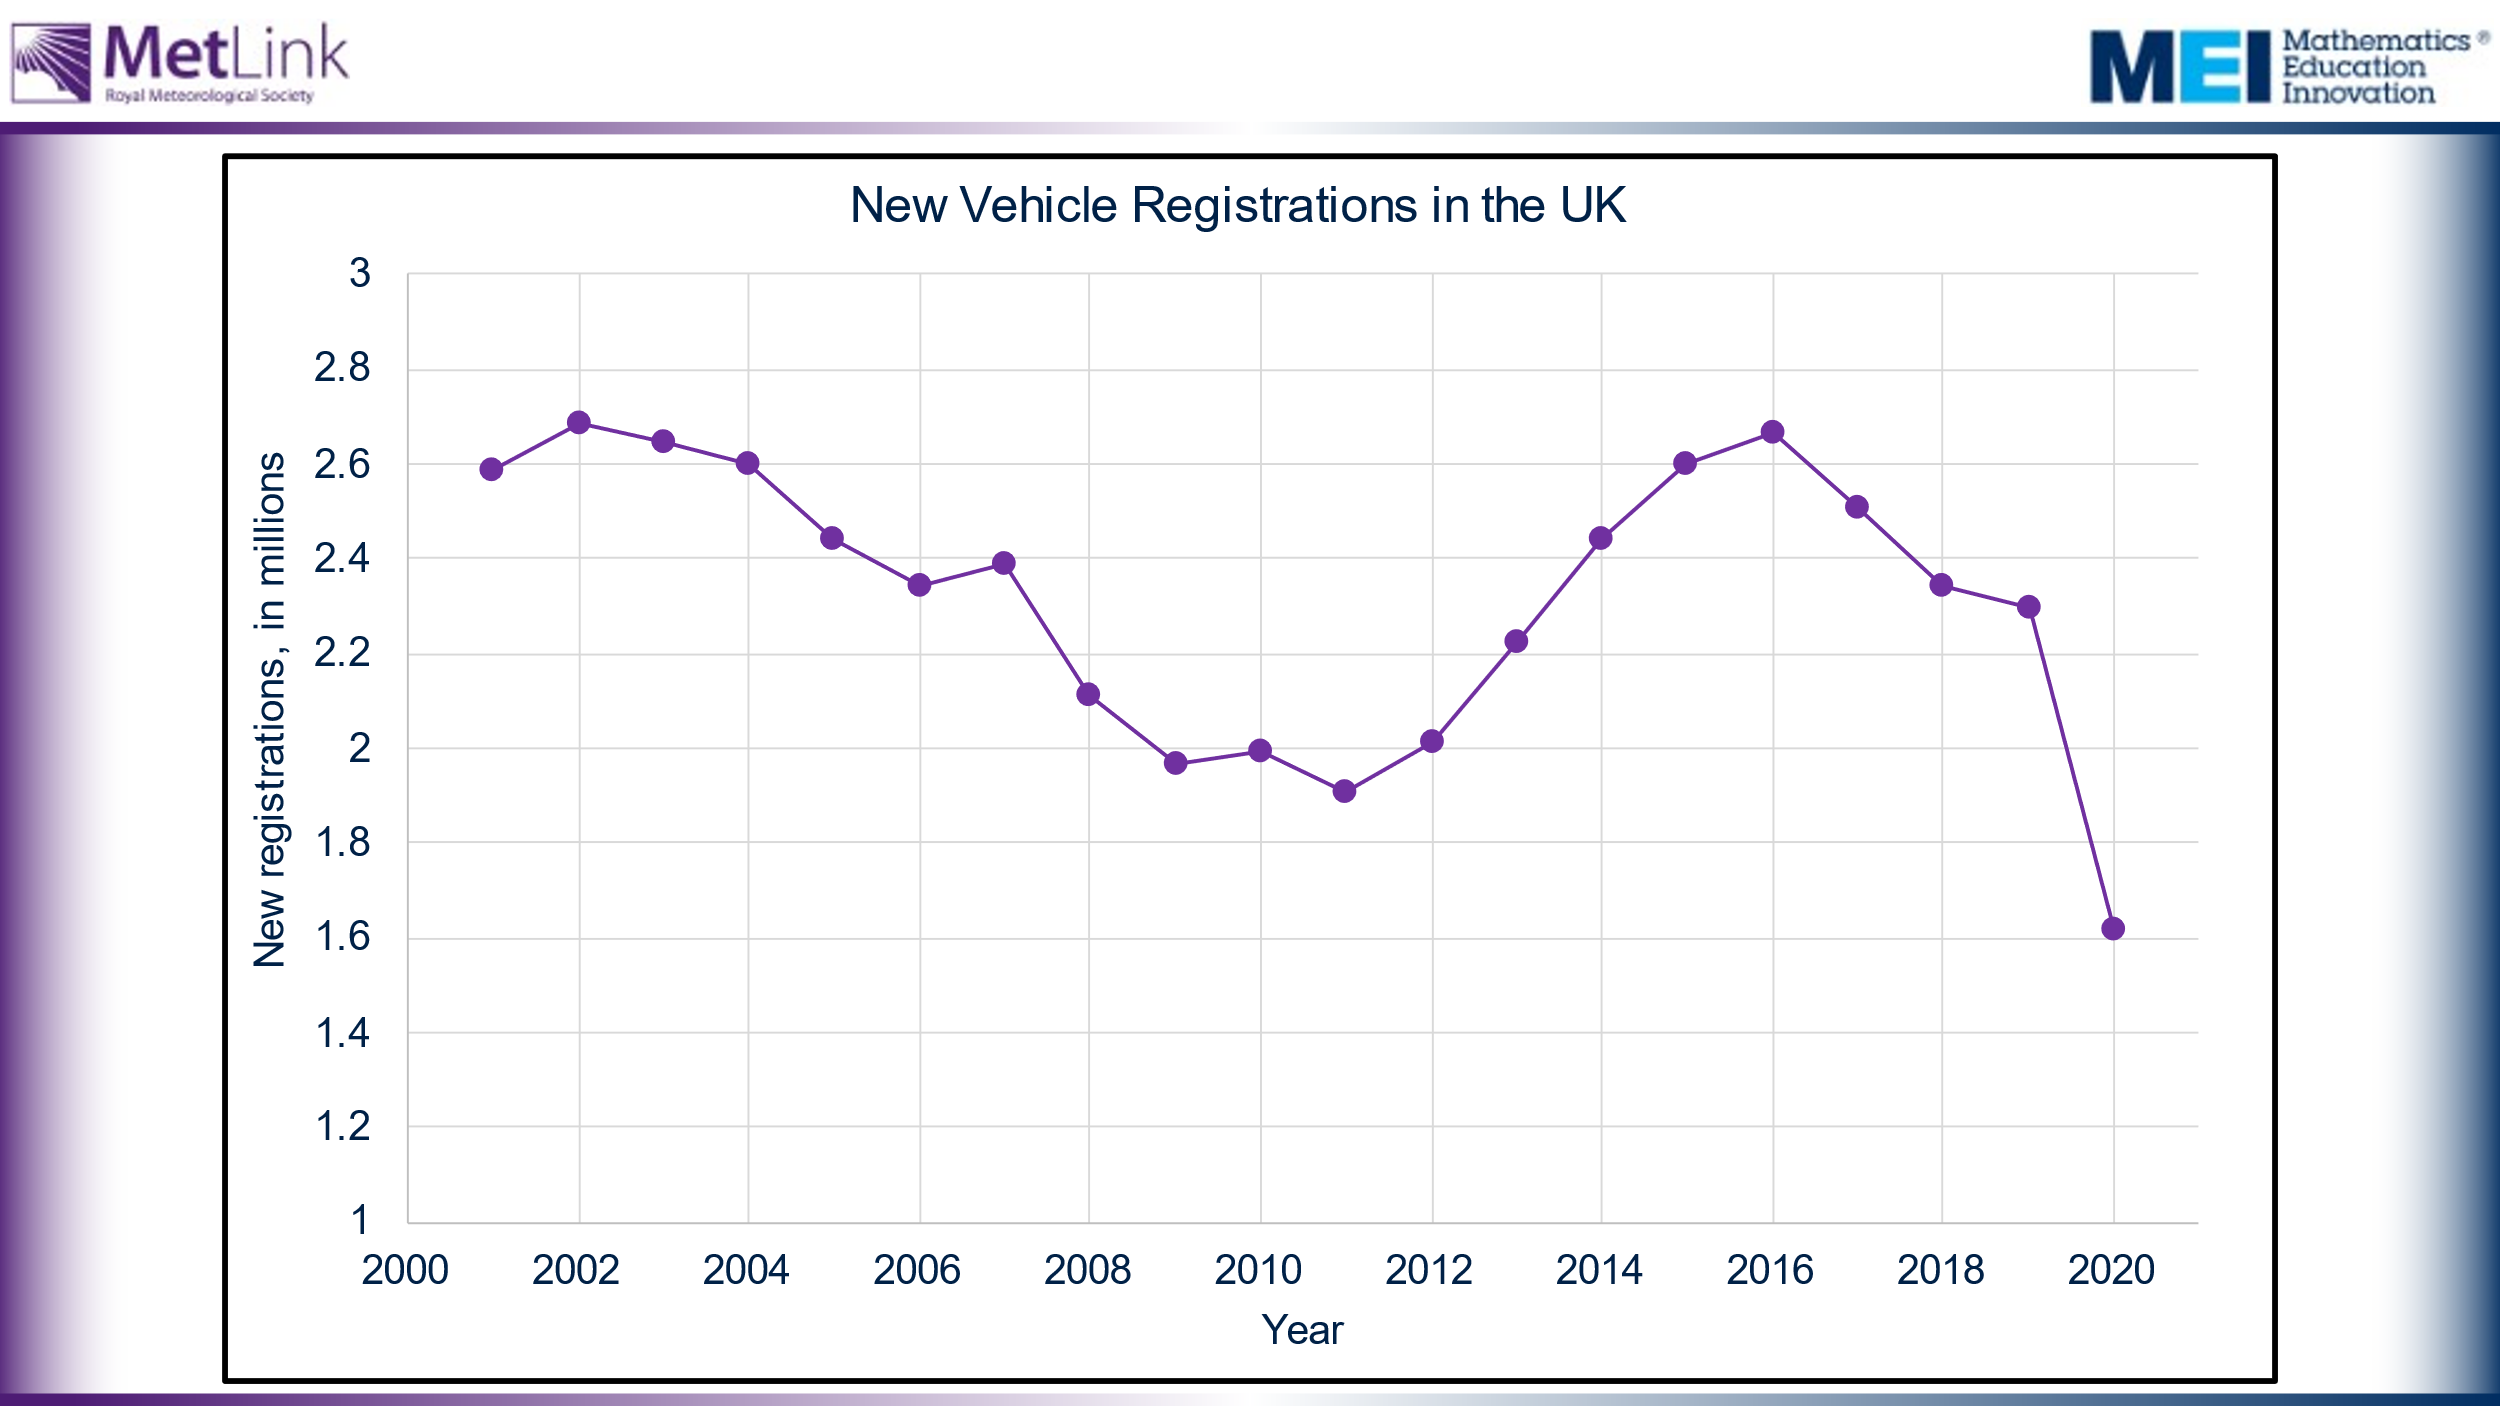 MetLink
Royal Meteorological Society
MEI Mathematics ®
Education
Innovation
New Vehicle Registrations in the UK
New registrations, in millions
3
2.8
2.6
2.4
2.2
2
1.8
1.6
1.4
1.2
1
2000 2002 2004 2006 2008 2010 2012 2014 2016 2018 2020
Year